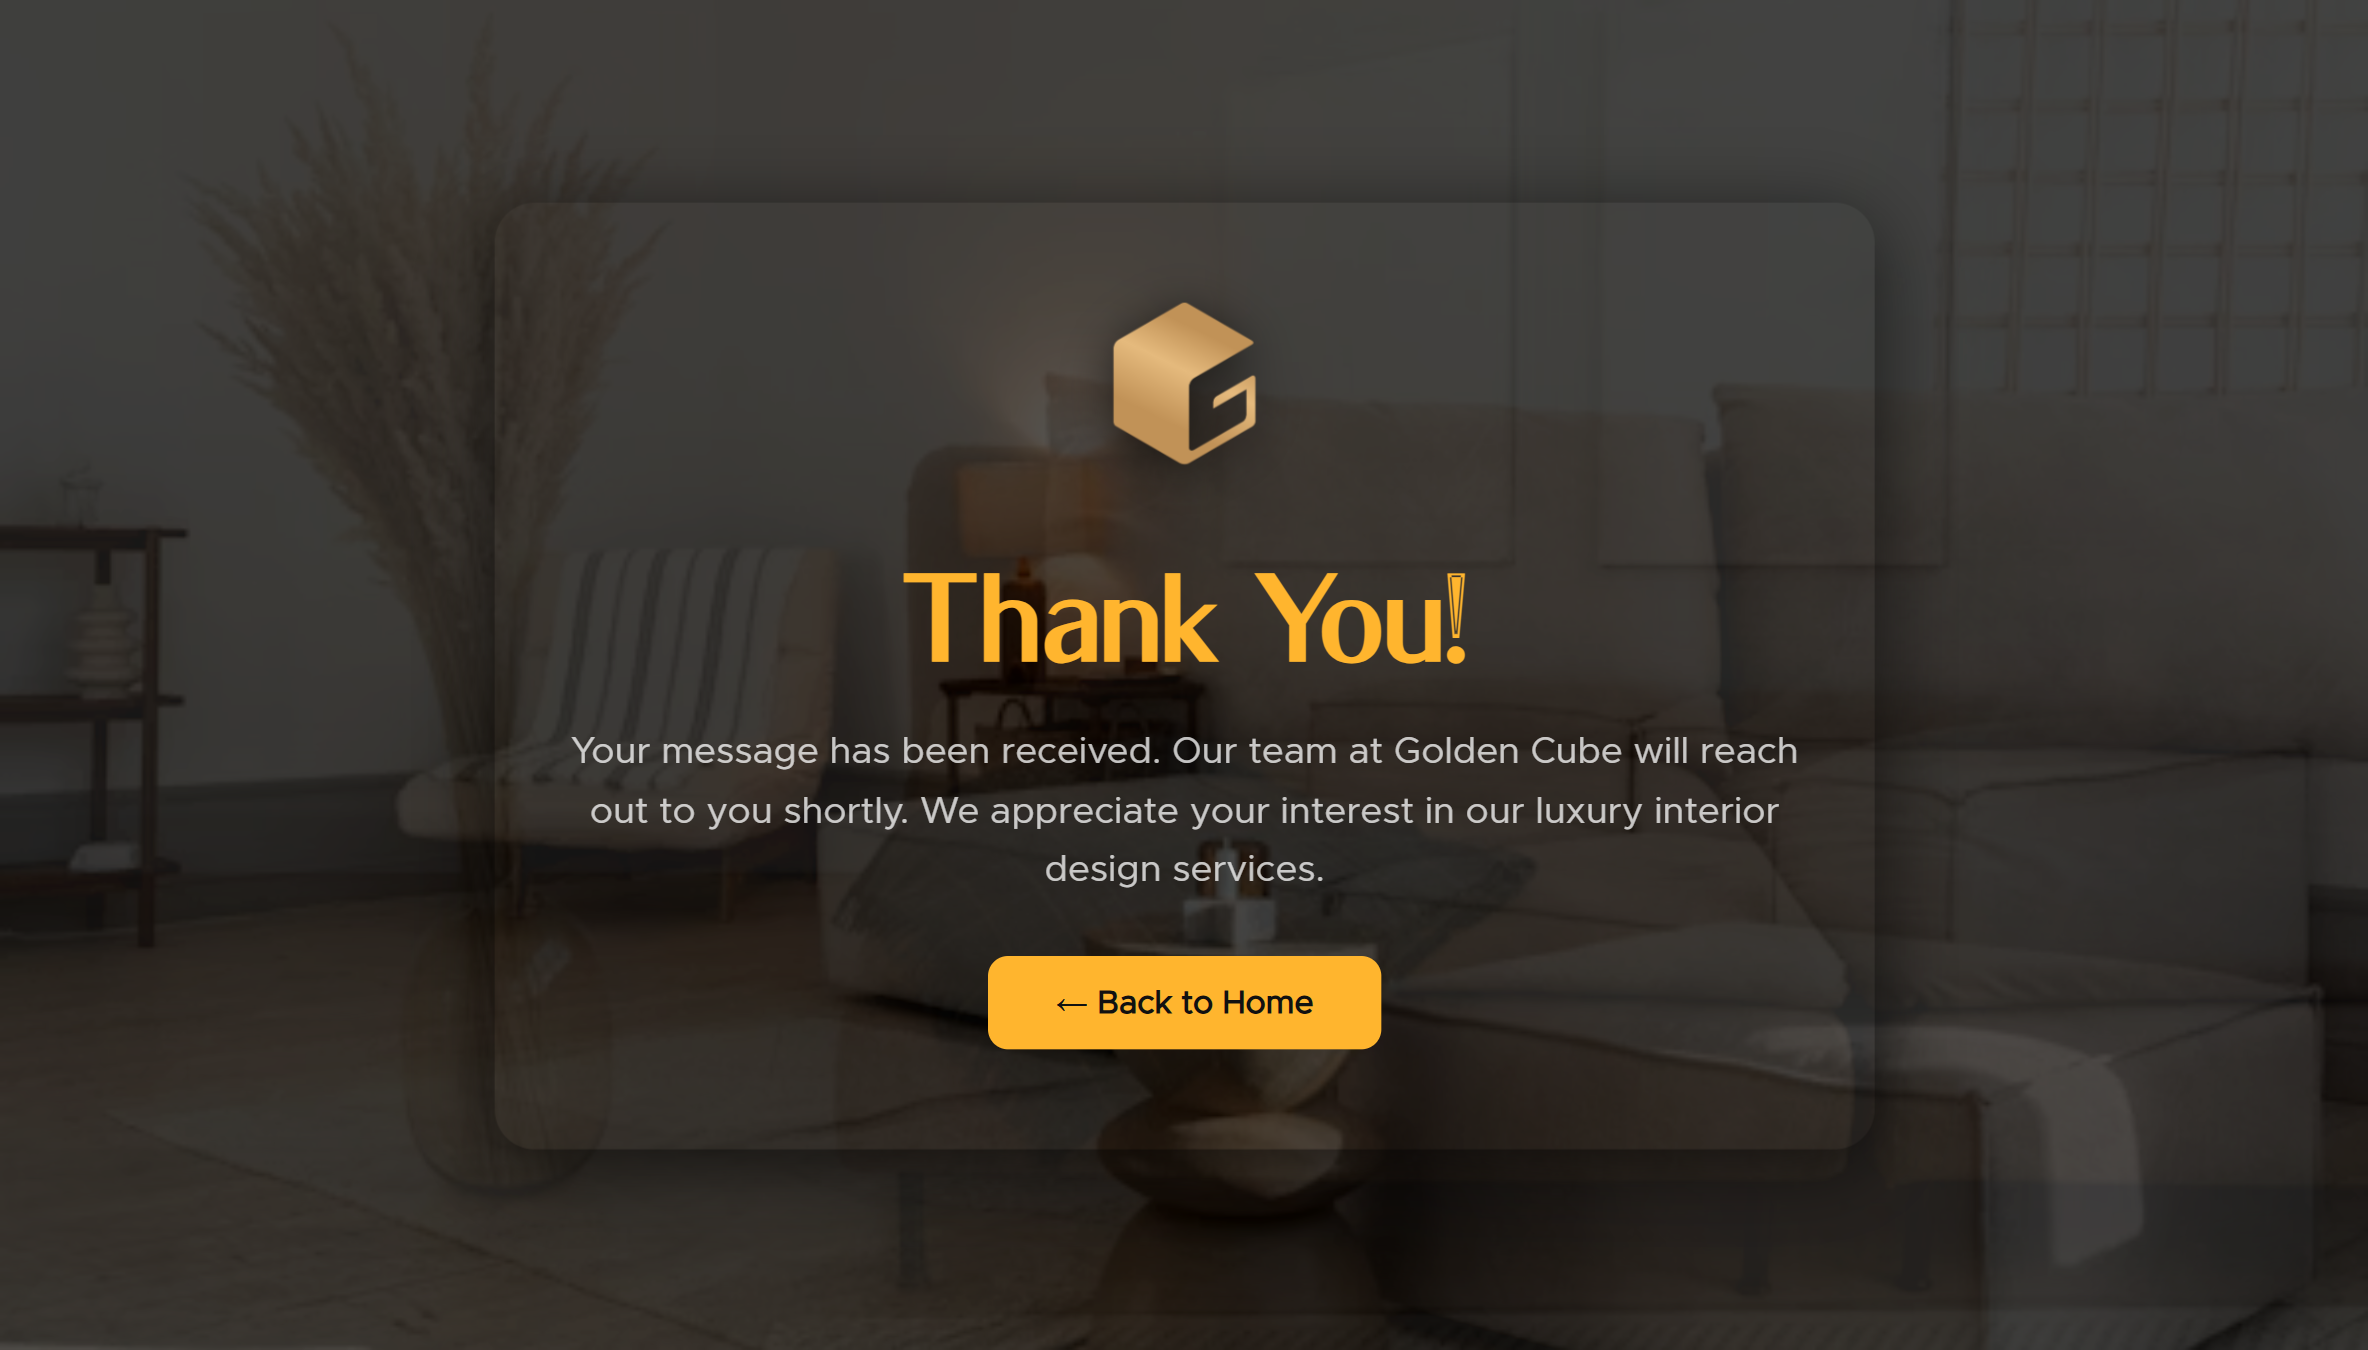 Thank You!
Your message has been received. Our team at Golden Cube will reach
out to you shortly. We appreciate your interest in our luxury interior
design services.
← Back to Home